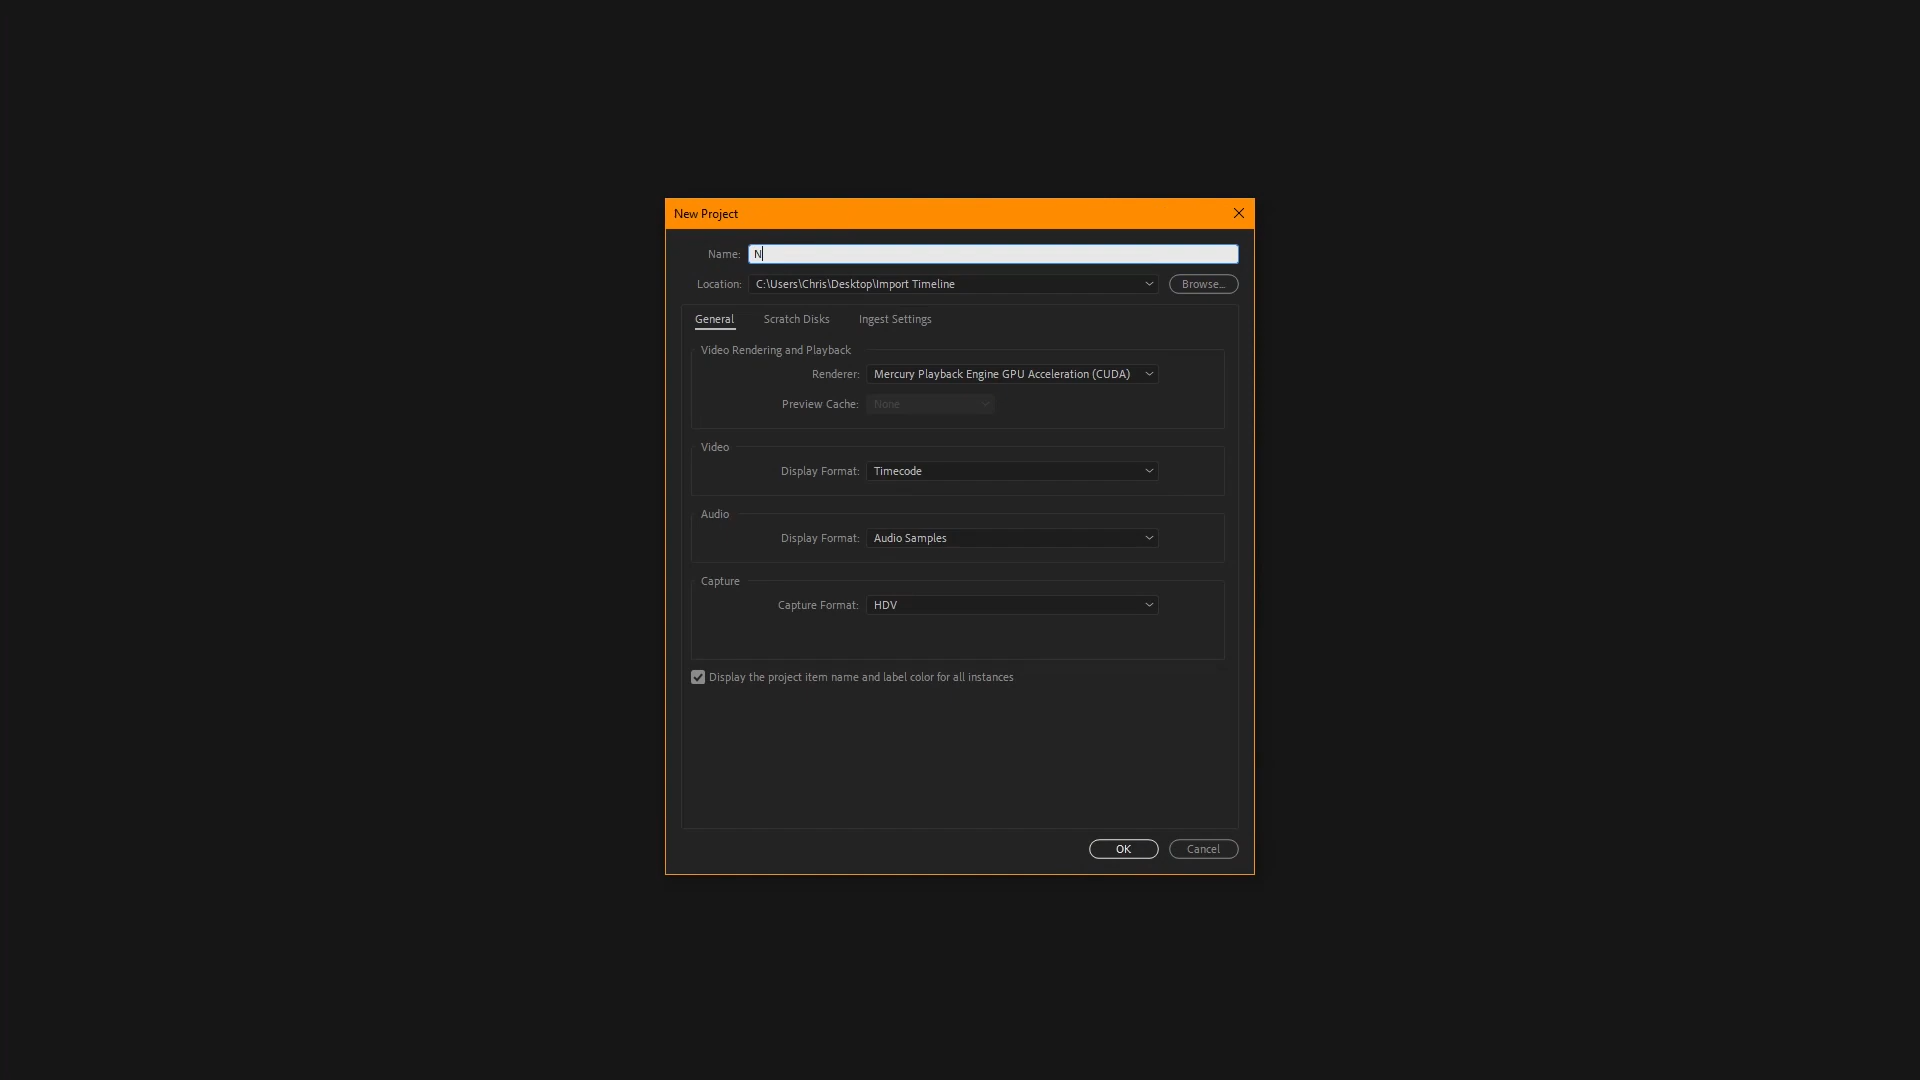 New Project
Name: N
Location: C:\Users\Chris\Desktop\Import Timeline Browse...
General Scratch Disks Ingest Settings
Video Rendering and Playback
Renderer: Mercury Playback Engine GPU Acceleration (CUDA)
Preview Cache: None
Video
Display Format: Timecode
Audio
Display Format: Audio Samples
Capture
Capture Format: HDV
Display the project item name and label color for all instances
OK Cancel